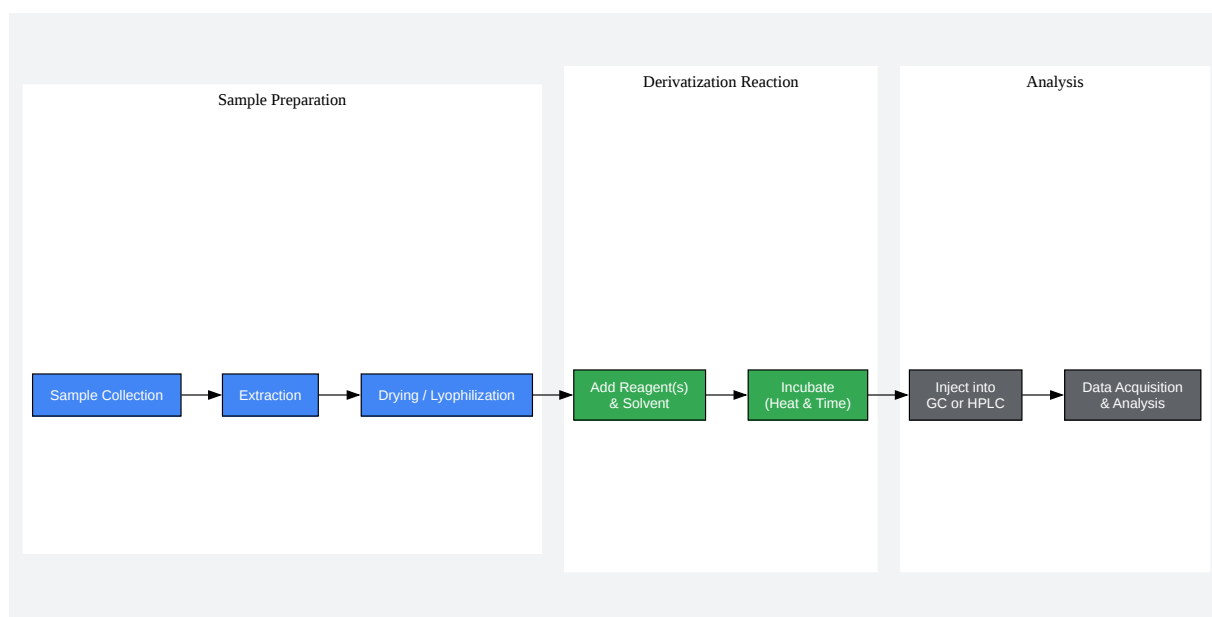 Sample Preparation
Derivatization Reaction
Analysis
Sample Collection
Extraction
Drying / Lyophilization
Add Reagent(s)
& Solvent
Incubate
(Heat & Time)
Inject into
GC or HPLC
Data Acquisition
& Analysis